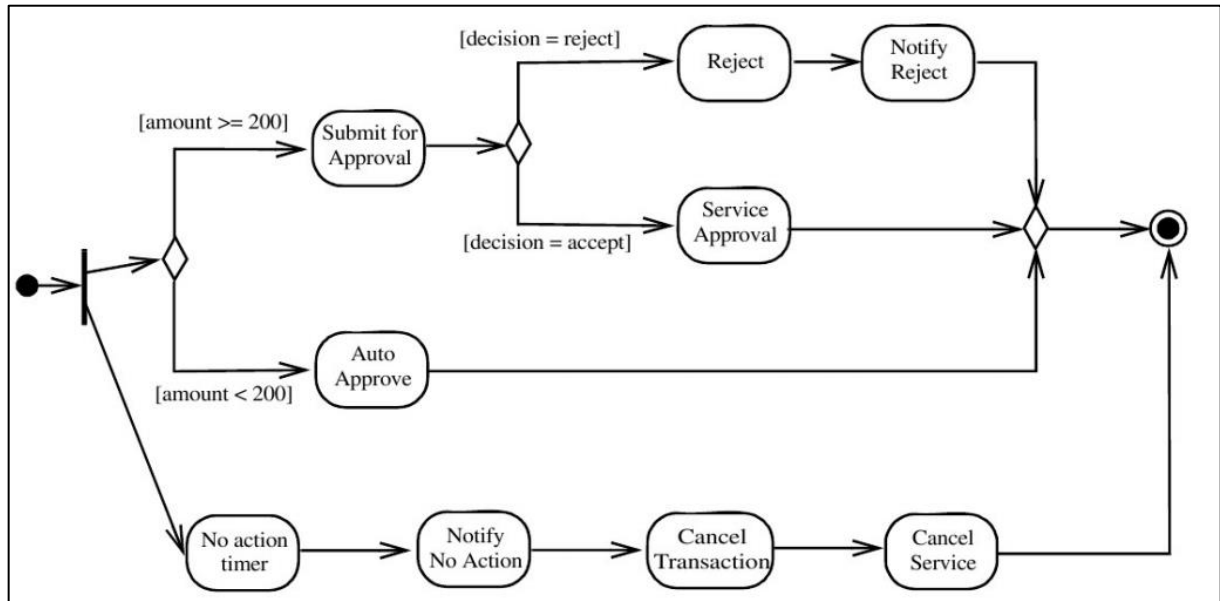 [decision = reject]
Reject
Notify
Reject
[amount >= 200]
Submit for
Approval
[decision = accept]
Service
Approval
[amount < 200]
Auto
Approve
No action
timer
Notify
No Action
Cancel
Transaction
Cancel
Service